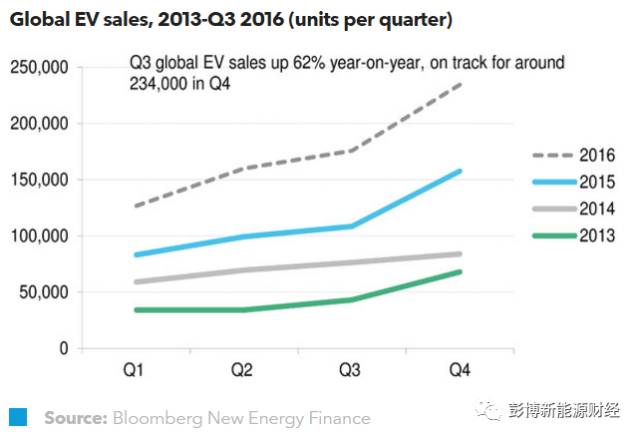 Global EV sales, 2013-Q3 2016 (units per quarter)
Q3 global EV sales up 62% year-on-year, on track for around
234,000 in Q4
250,000
200,000
150,000
100,000
50,000
0
Q1 Q2 Q3 Q4
2016
2015
2014
2013
Source: Bloomberg New Energy Finance
彭博新能源财经